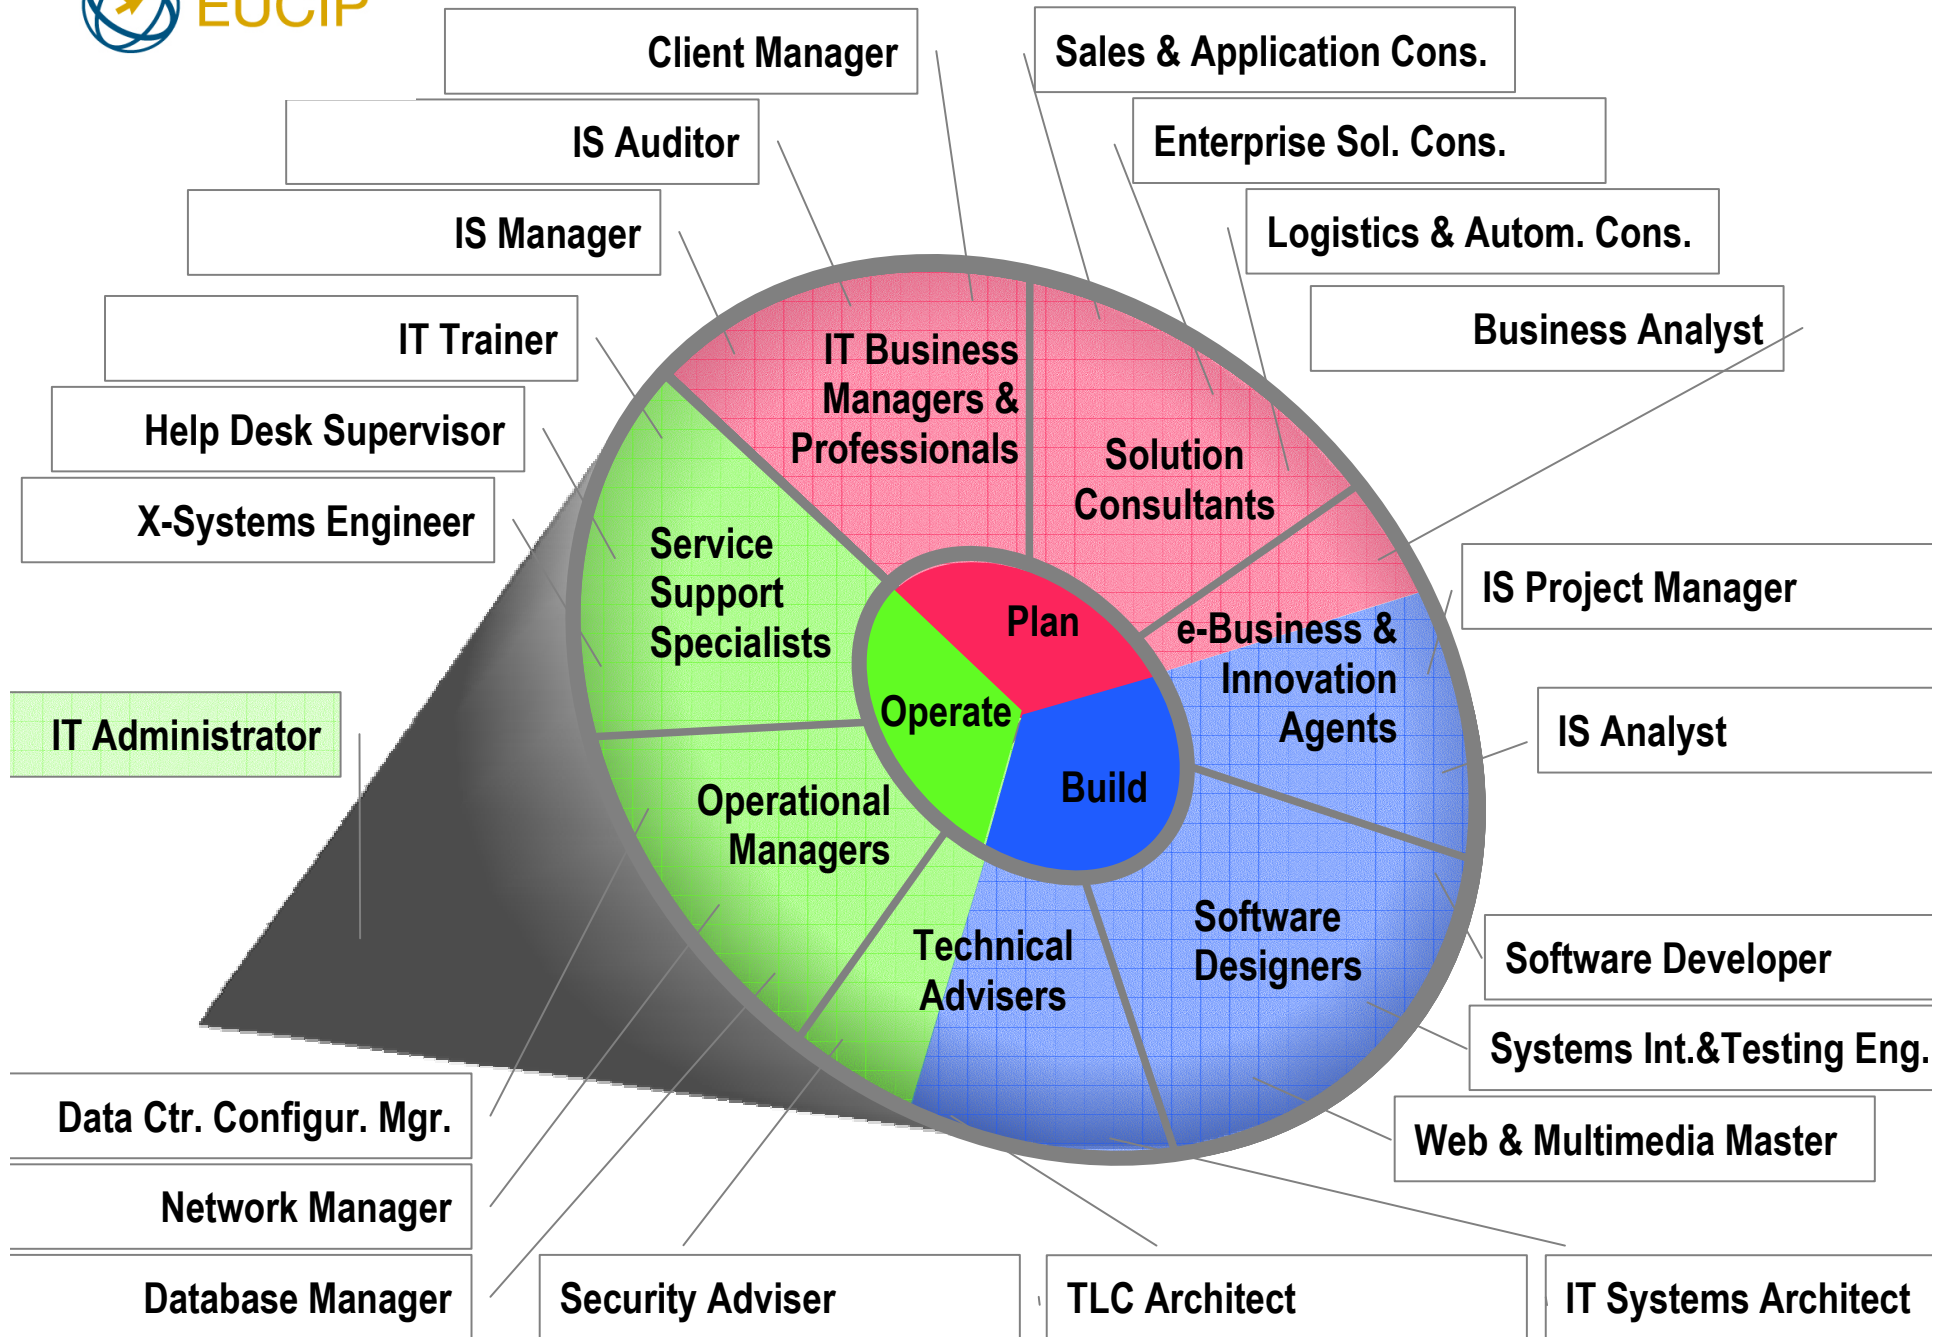 EUCIP
Client Manager
Sales & Application Cons.
IS Auditor
Enterprise Sol. Cons.
IS Manager
Logistics & Autom. Cons.
IT Trainer
Business Analyst
Help Desk Supervisor
X-Systems Engineer
IT Business
Managers &
Professionals
Solution
Consultants
Service
Support
Specialists
Plan
e-Business &
Innovation
Agents
IS Project Manager
IT Administrator
Operate
IS Analyst
Build
Operational
Managers
Technical
Advisers
Software
Designers
Software Developer
Systems Int.&Testing Eng.
Data Ctr. Configur. Mgr.
Web & Multimedia Master
Network Manager
Database Manager
Security Adviser
TLC Architect
IT Systems Architect